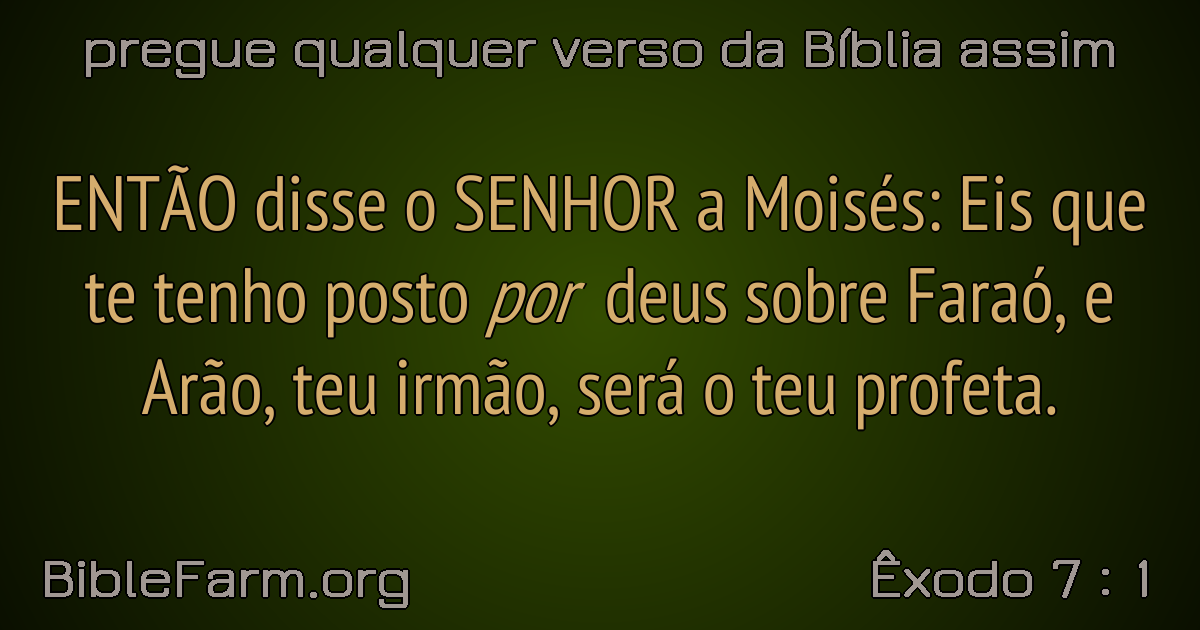 pregue qualquer verso da Bíblia assim
ENTÃO disse o SENHOR a Moisés: Eis que
te tenho posto por deus sobre Faraó, e
Arão, teu irmão, será o teu profeta.
BibleFarm.org
Êxodo 7 : 1